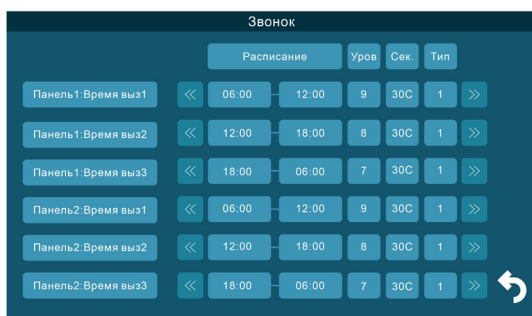 Звонок
Расписание Уров Сек. Тип
Панель1:Время выз1 « 06:00 – 12:00 9 30С 1 »
Панель1:Время выз2 « 12:00 – 18:00 8 30С 1 »
Панель1:Время выз3 « 18:00 – 06:00 7 30С 1 »
Панель2:Время выз1 « 06:00 – 12:00 9 30С 1 »
Панель2:Время выз2 « 12:00 – 18:00 8 30С 1 »
Панель2:Время выз3 « 18:00 – 06:00 7 30С 1 »